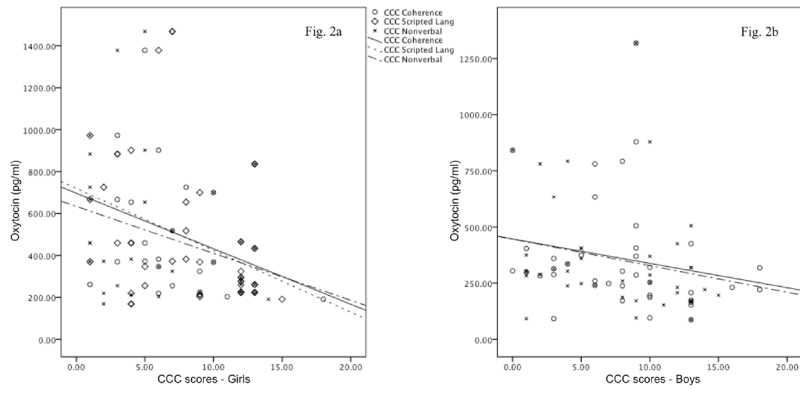 Fig. 2a
1400.00
1200.00
1000.00
800.00
600.00
400.00
200.00
0.00
Oxytocin (pg/ml)
0.00 5.00 10.00 15.00 20.00
CCC scores - Girls
CCC Coherence
CCC Scripted Lang
CCC Nonverbal
CCC Coherence
CCC Scripted Lang
CCC Nonverbal
Fig. 2b
1250.00
1000.00
750.00
500.00
250.00
0.00
Oxytocin (pg/ml)
0.00 5.00 10.00 15.00 20.00
CCC scores - Boys